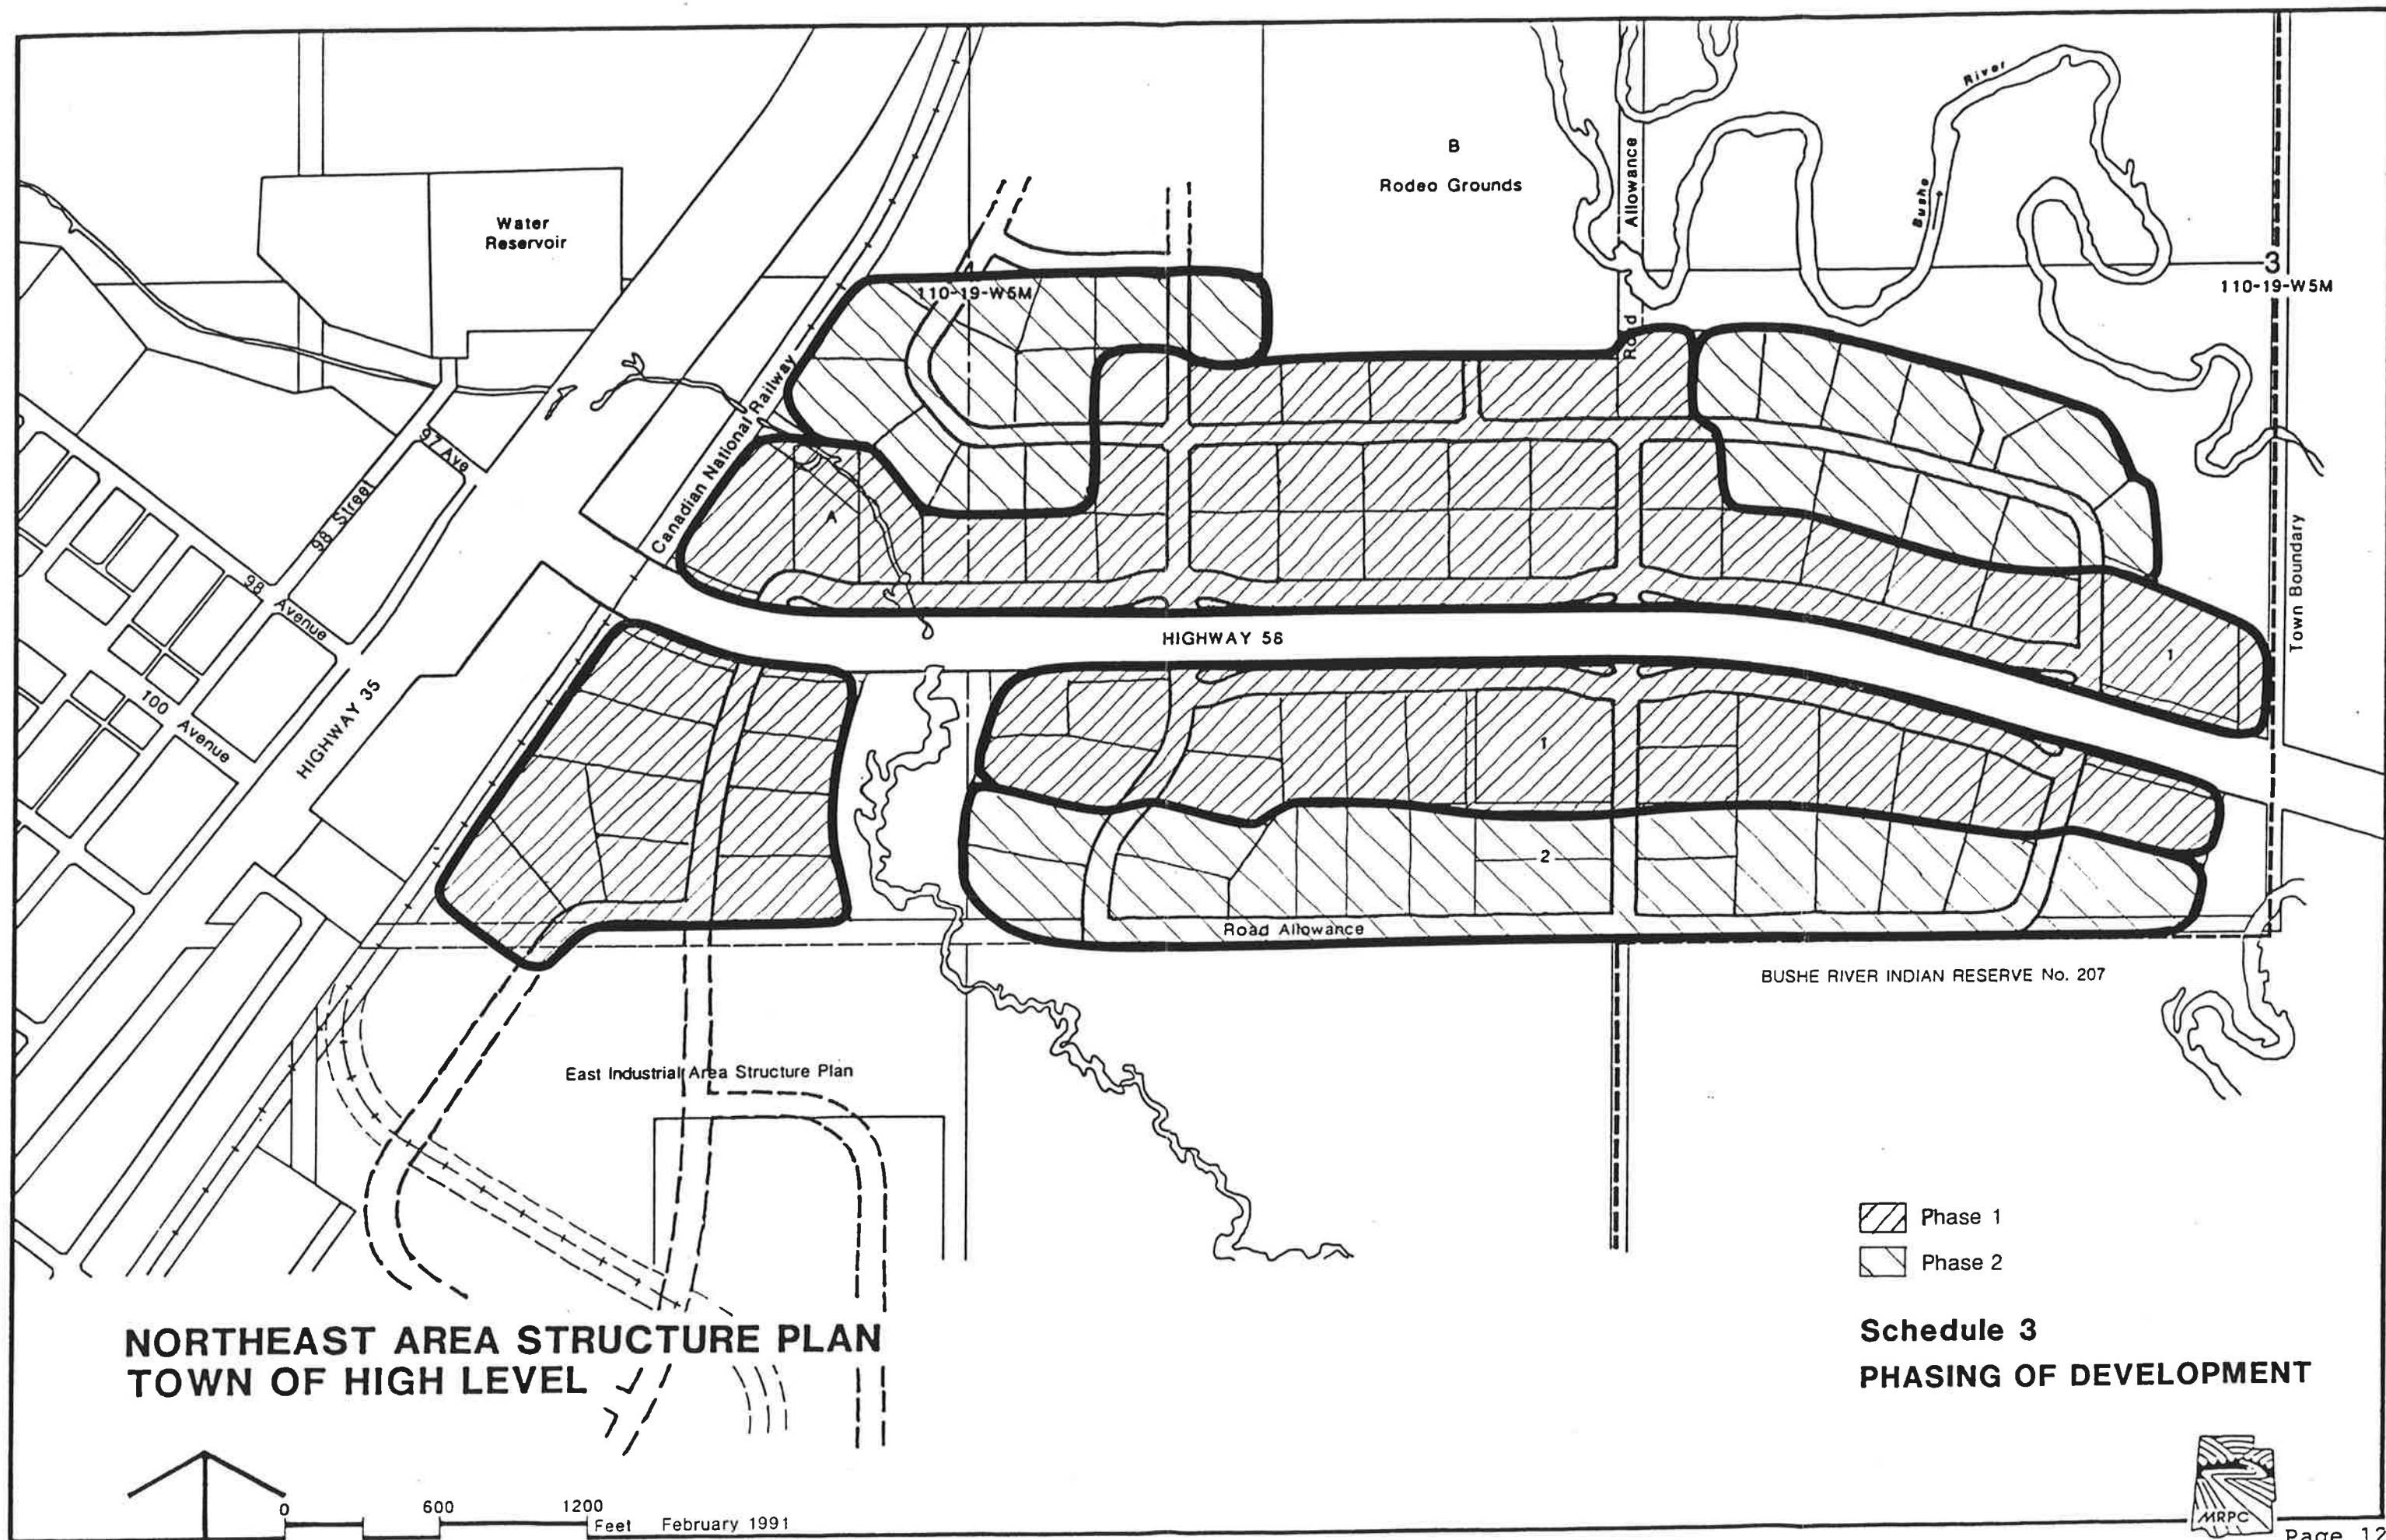 B
Rodeo Grounds
Road
Allowance
River
Bushe
Water
Reservoir
3
110-19-W5M
110-19-W5M
Canadian National Railway
97 Ave
98 Street
98 Avenue
100 Avenue
HIGHWAY 35
A
HIGHWAY 58
Town Boundary
1
1
2
Road Allowance
BUSHE RIVER INDIAN RESERVE No. 207
East Industrial Area Structure Plan
Phase 1
Phase 2
NORTHEAST AREA STRUCTURE PLAN
TOWN OF HIGH LEVEL
Schedule 3
PHASING OF DEVELOPMENT
0 600 1200
Feet February 1991
MRPC
Page 12